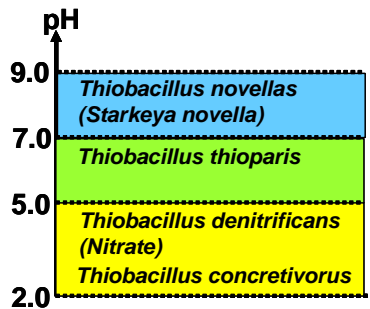 pH
9.0
Thiobacillus novellas
(Starkeya novella)
7.0
Thiobacillus thioparis
5.0
Thiobacillus denitrificans
(Nitrate)
Thiobacillus concretivorus
2.0